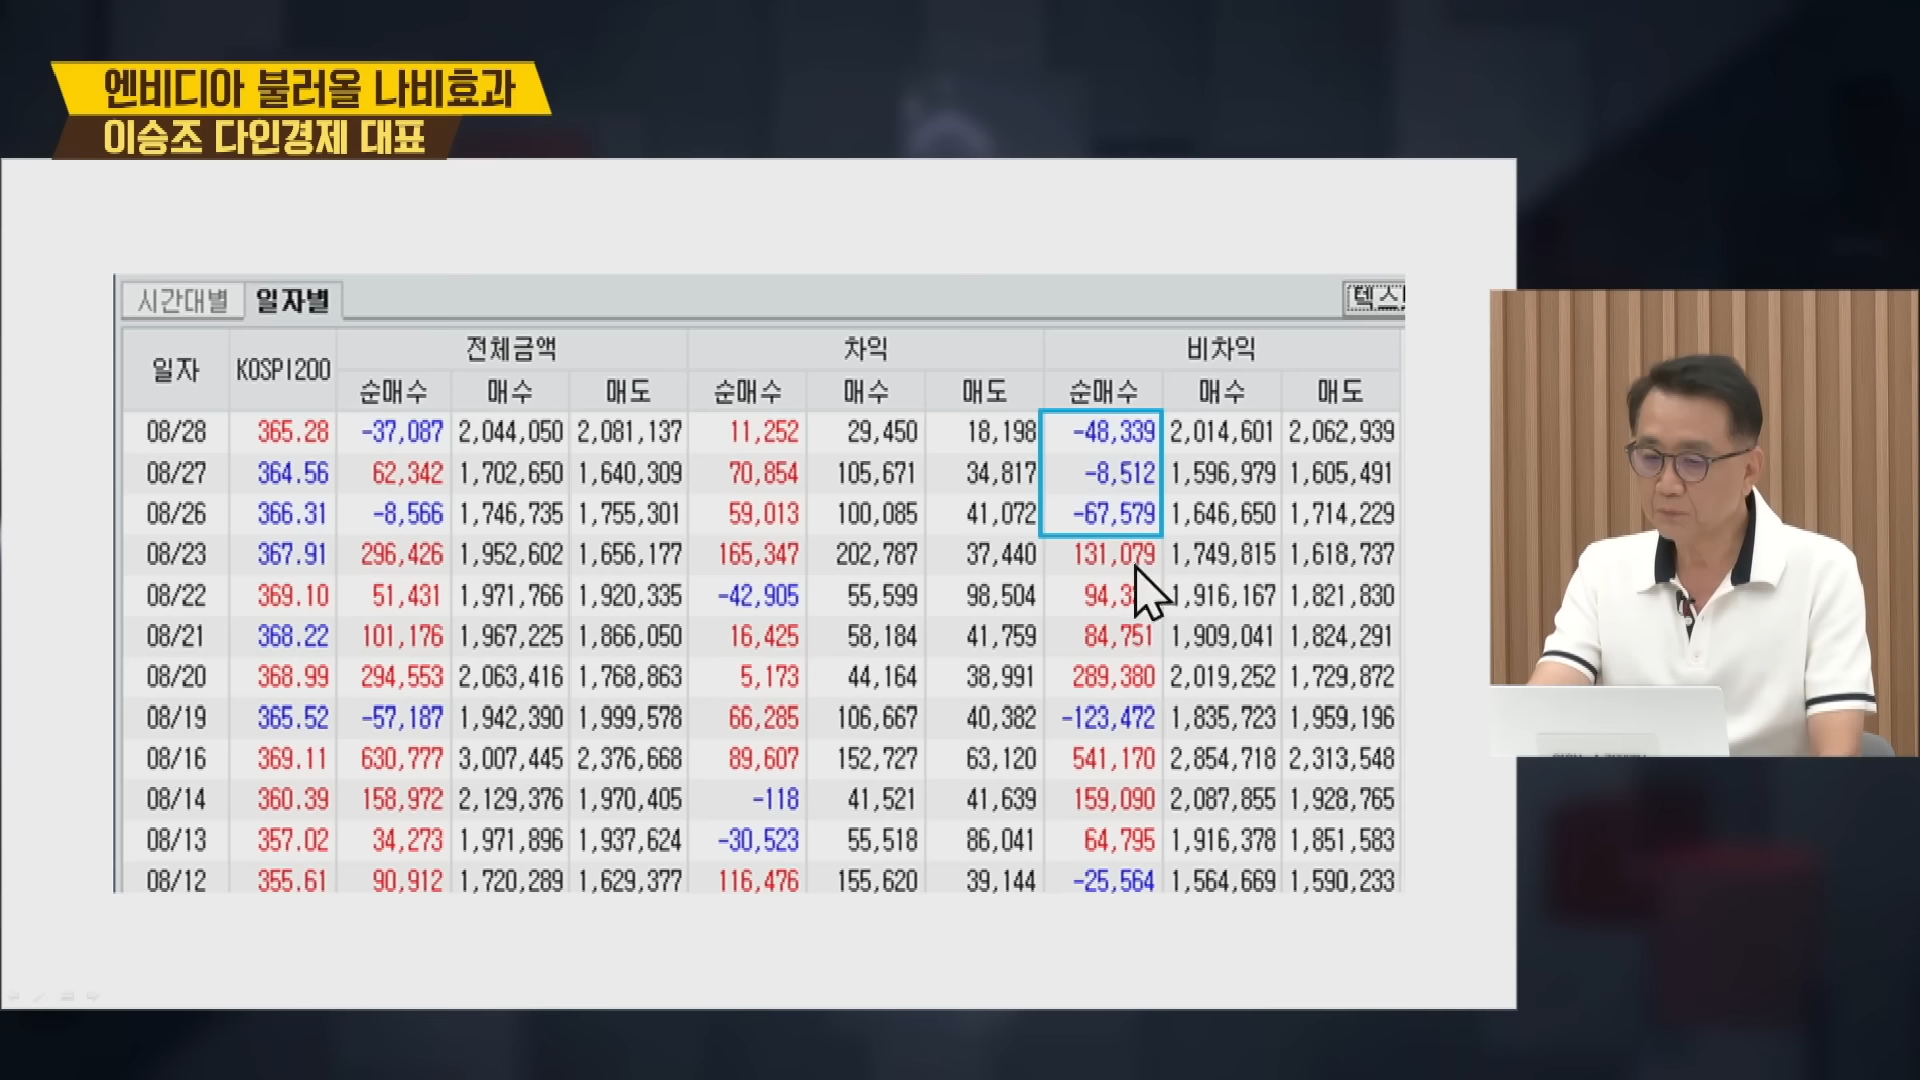 엔비디아 불러올 나비효과
이승조 다인경제 대표
시간대별 일자별
일자 KOSPI200 전체금액 차익 비차익
순매수 매수 매도 순매수 매수 매도 순매수 매수 매도
08/28 365.28 -37,087 2,044,050 2,081,137 11,252 29,450 18,198 -48,339 2,014,601 2,062,939
08/27 364.56 62,342 1,702,650 1,640,309 70,854 105,671 34,817 -8,512 1,596,979 1,605,491
08/26 366.31 -8,566 1,746,735 1,755,301 59,013 100,085 41,072 -67,579 1,646,650 1,714,229
08/23 367.91 296,426 1,952,602 1,656,177 165,347 202,787 37,440 131,079 1,749,815 1,618,737
08/22 369.10 51,431 1,971,766 1,920,335 -42,905 55,599 98,504 1,916,167 1,821,830
08/21 368.22 101,176 1,967,225 1,866,050 16,425 58,184 41,759 84,751 1,909,041 1,824,291
08/20 368.99 294,553 2,063,416 1,768,863 5,173 44,164 38,991 289,380 2,019,252 1,729,872
08/19 365.52 -57,187 1,942,390 1,999,578 66,285 106,667 40,382 -123,472 1,835,723 1,959,196
08/16 369.11 630,777 3,007,445 2,376,668 89,607 152,727 63,120 541,170 2,854,718 2,313,548
08/14 360.39 158,972 2,129,376 1,970,405 -118 41,521 41,639 159,090 2,087,855 1,928,765
08/13 357.02 34,273 1,971,896 1,937,624 -30,523 55,518 86,041 64,795 1,916,378 1,851,583
08/12 355.61 90,912 1,720,289 1,629,377 116,476 155,620 39,144 -25,564 1,564,669 1,590,233